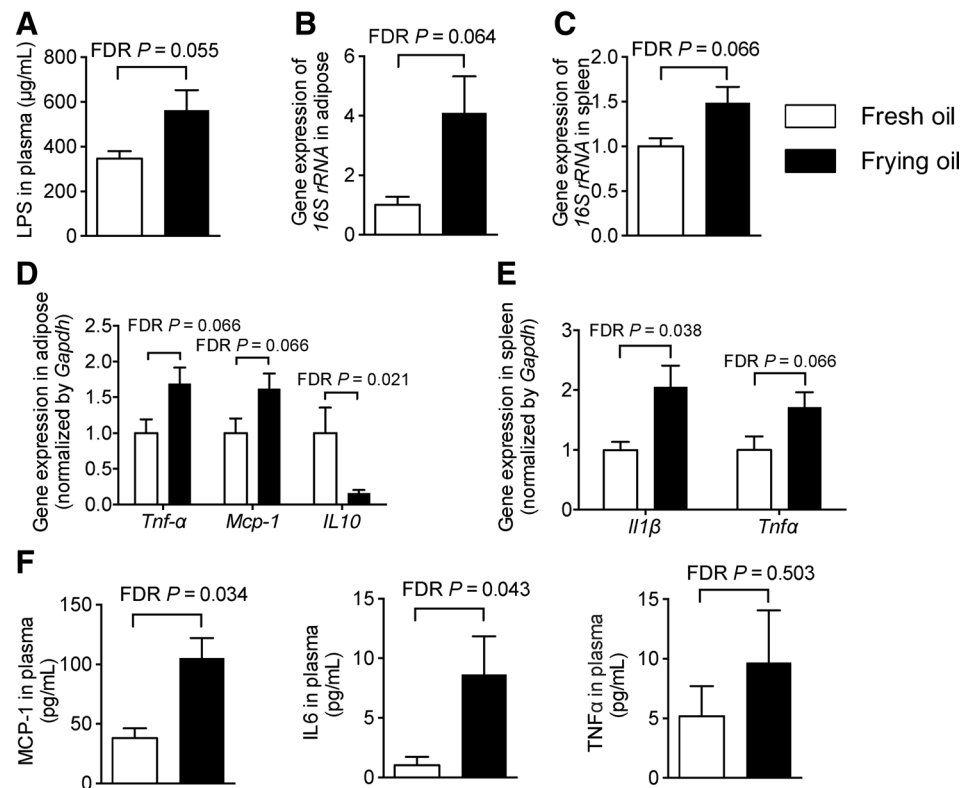 A
FDR P = 0.055
LPS in plasma (µg/mL)
800
600
400
200
0
B
FDR P = 0.064
Gene expression of
16S rRNA in adipose
6
4
2
0
C
FDR P = 0.066
Gene expression of
16S rRNA in spleen
2.0
1.5
1.0
0.5
0.0
Fresh oil
Frying oil
D
Gene expression in adipose
(normalized by Gapdh)
2.5
2.0
1.5
1.0
0.5
0.0
FDR P = 0.066
FDR P = 0.066
FDR P = 0.021
Tnf-α
Mcp-1
IL10
E
Gene expression in spleen
(normalized by Gapdh)
3
2
1
0
FDR P = 0.038
FDR P = 0.066
Il1β
Tnfα
F
FDR P = 0.034
MCP-1 in plasma
(pg/mL)
150
100
50
0
FDR P = 0.043
IL6 in plasma
(pg/mL)
15
10
5
0
FDR P = 0.503
TNFα in plasma
(pg/mL)
15
10
5
0